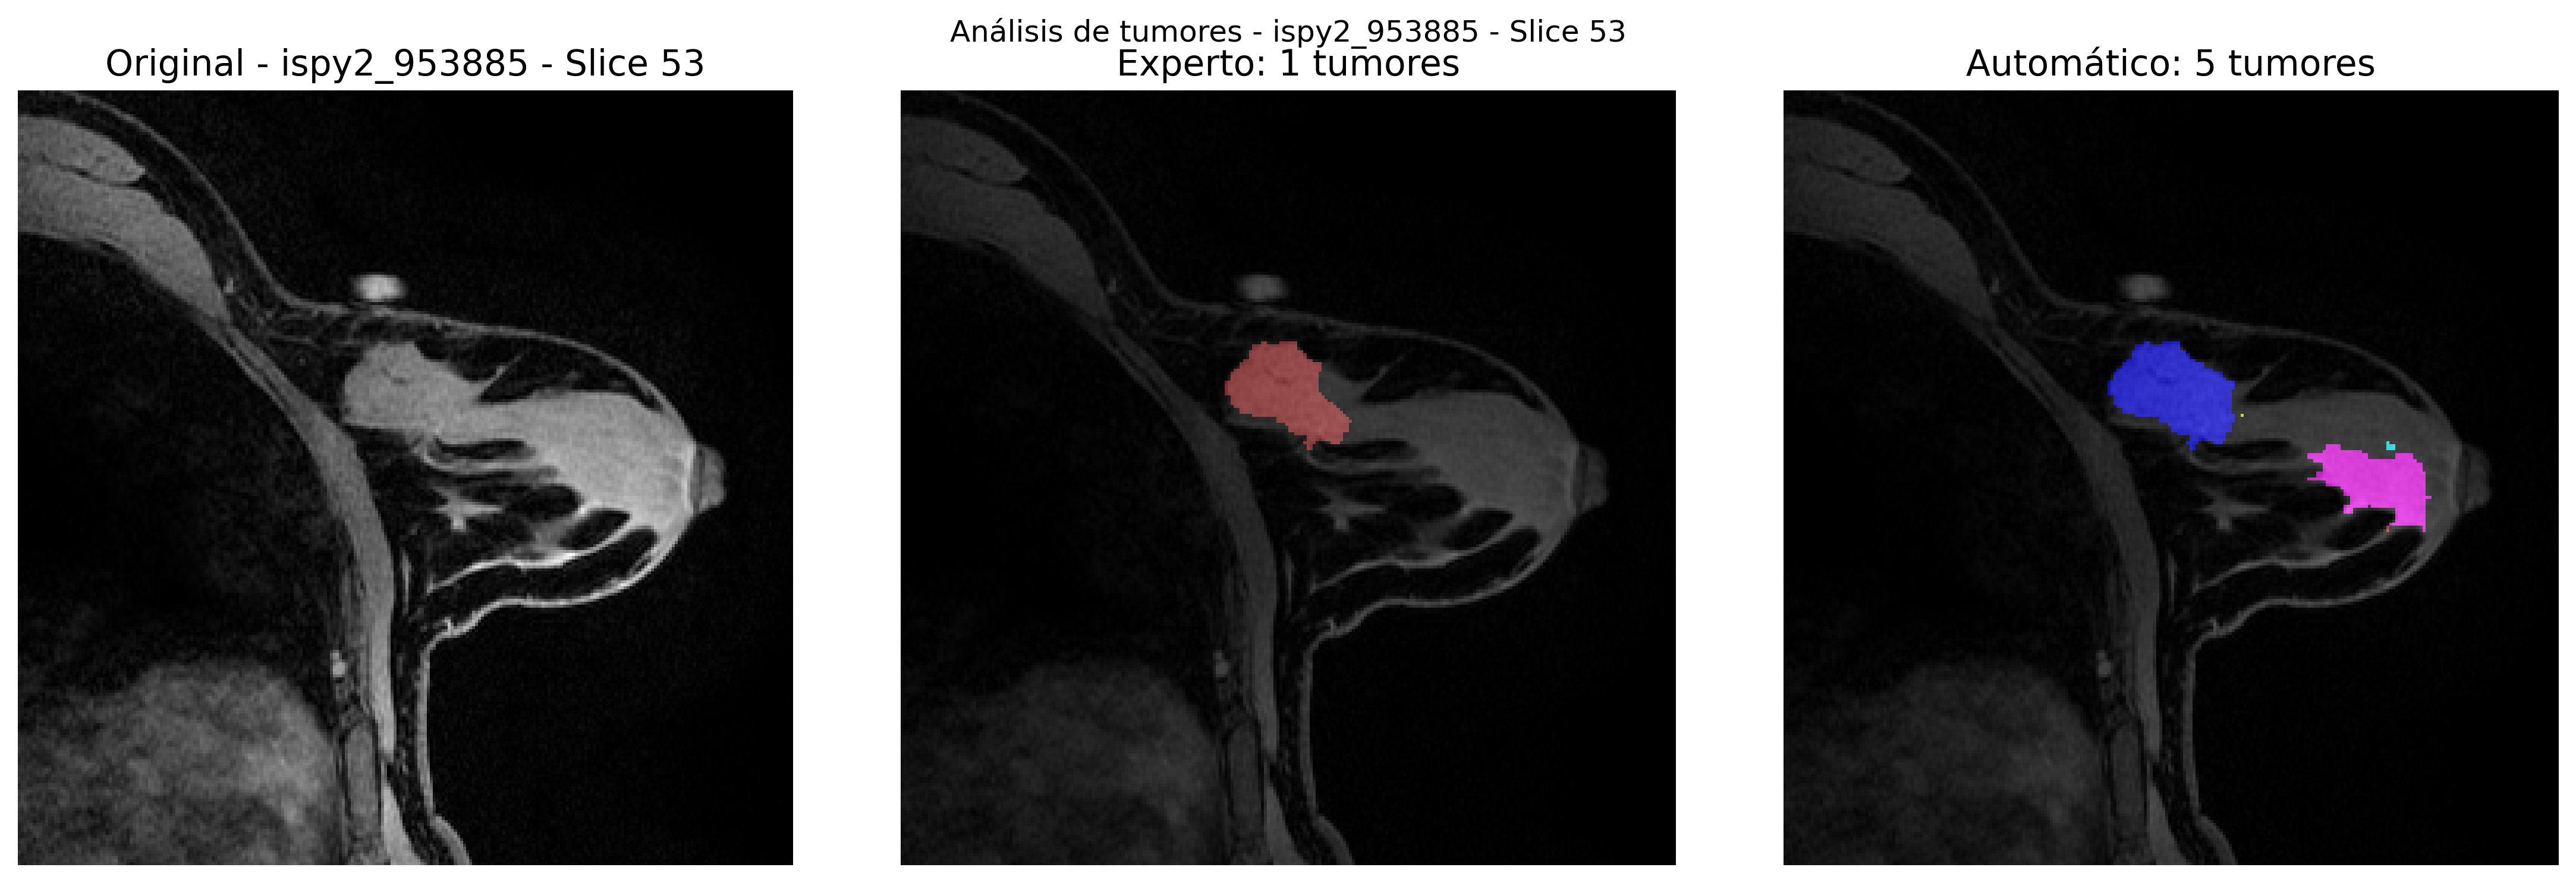 Análisis de tumores - ispy2_953885 - Slice 53
Original - ispy2_953885 - Slice 53
Experto: 1 tumores
Automático: 5 tumores